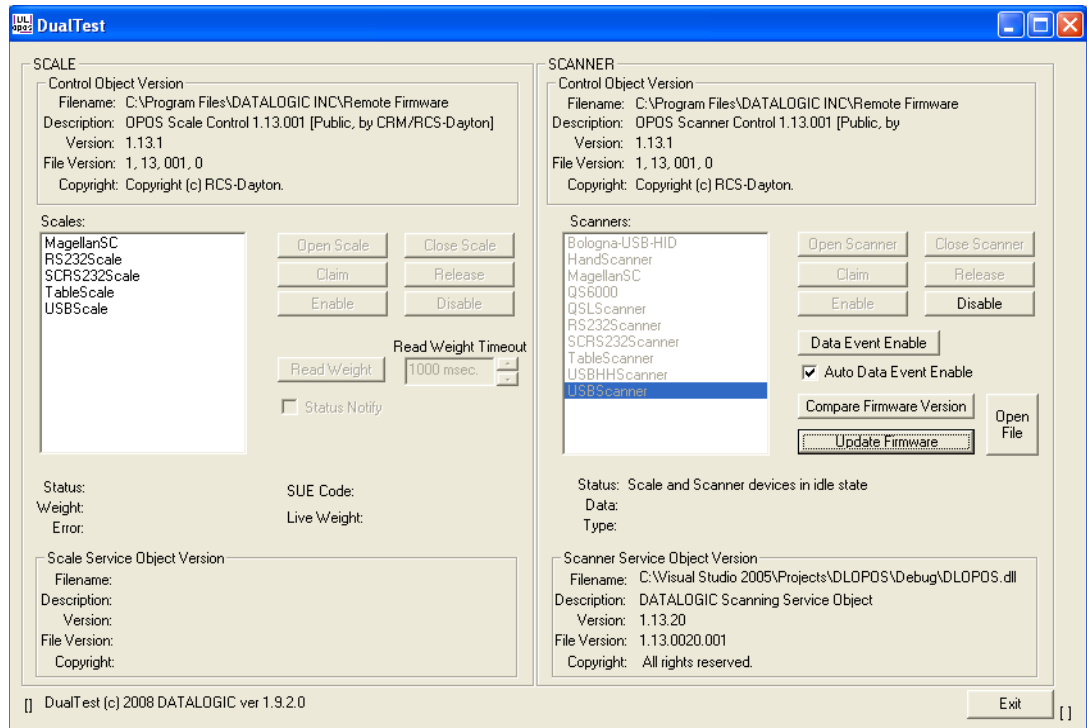 UL
opos
DualTest
SCALE
Control Object Version
Filename: C:\Program Files\DATALOGIC INC\Remote Firmware
Description: OPOS Scale Control 1.13.001 [Public, by CRM/RCS-Dayton]
Version: 1.13.1
File Version: 1, 13, 001, 0
Copyright: Copyright (c) RCS-Dayton.
Scales:
MagellanSC
RS232Scale
SCRS232Scale
TableScale
USBScale
Open Scale
Close Scale
Claim
Release
Enable
Disable
Read Weight Timeout
Read Weight
1000 msec.
Status Notify
Status:
Weight:
Error:
SUE Code:
Live Weight:
Scale Service Object Version
Filename:
Description:
Version:
File Version:
Copyright:
SCANNER
Control Object Version
Filename: C:\Program Files\DATALOGIC INC\Remote Firmware
Description: OPOS Scanner Control 1.13.001 [Public, by
Version: 1.13.1
File Version: 1, 13, 001, 0
Copyright: Copyright (c) RCS-Dayton.
Scanners:
Bologna-USB-HID
HandScanner
MagellanSC
QS6000
QSLScanner
RS232Scanner
SCRS232Scanner
TableScanner
USBHHScanner
USBScanner
Open Scanner
Close Scanner
Claim
Release
Enable
Disable
Data Event Enable
Auto Data Event Enable
Compare Firmware Version
Update Firmware
Open
File
Status: Scale and Scanner devices in idle state
Data:
Type:
Scanner Service Object Version
Filename: C:\Visual Studio 2005\Projects\DLOPOS\Debug\DLOPOS.dll
Description: DATALOGIC Scanning Service Object
Version: 1.13.20
File Version: 1.13.0020.001
Copyright: All rights reserved.
[] DualTest (c) 2008 DATALOGIC ver 1.9.2.0
Exit
[ ]